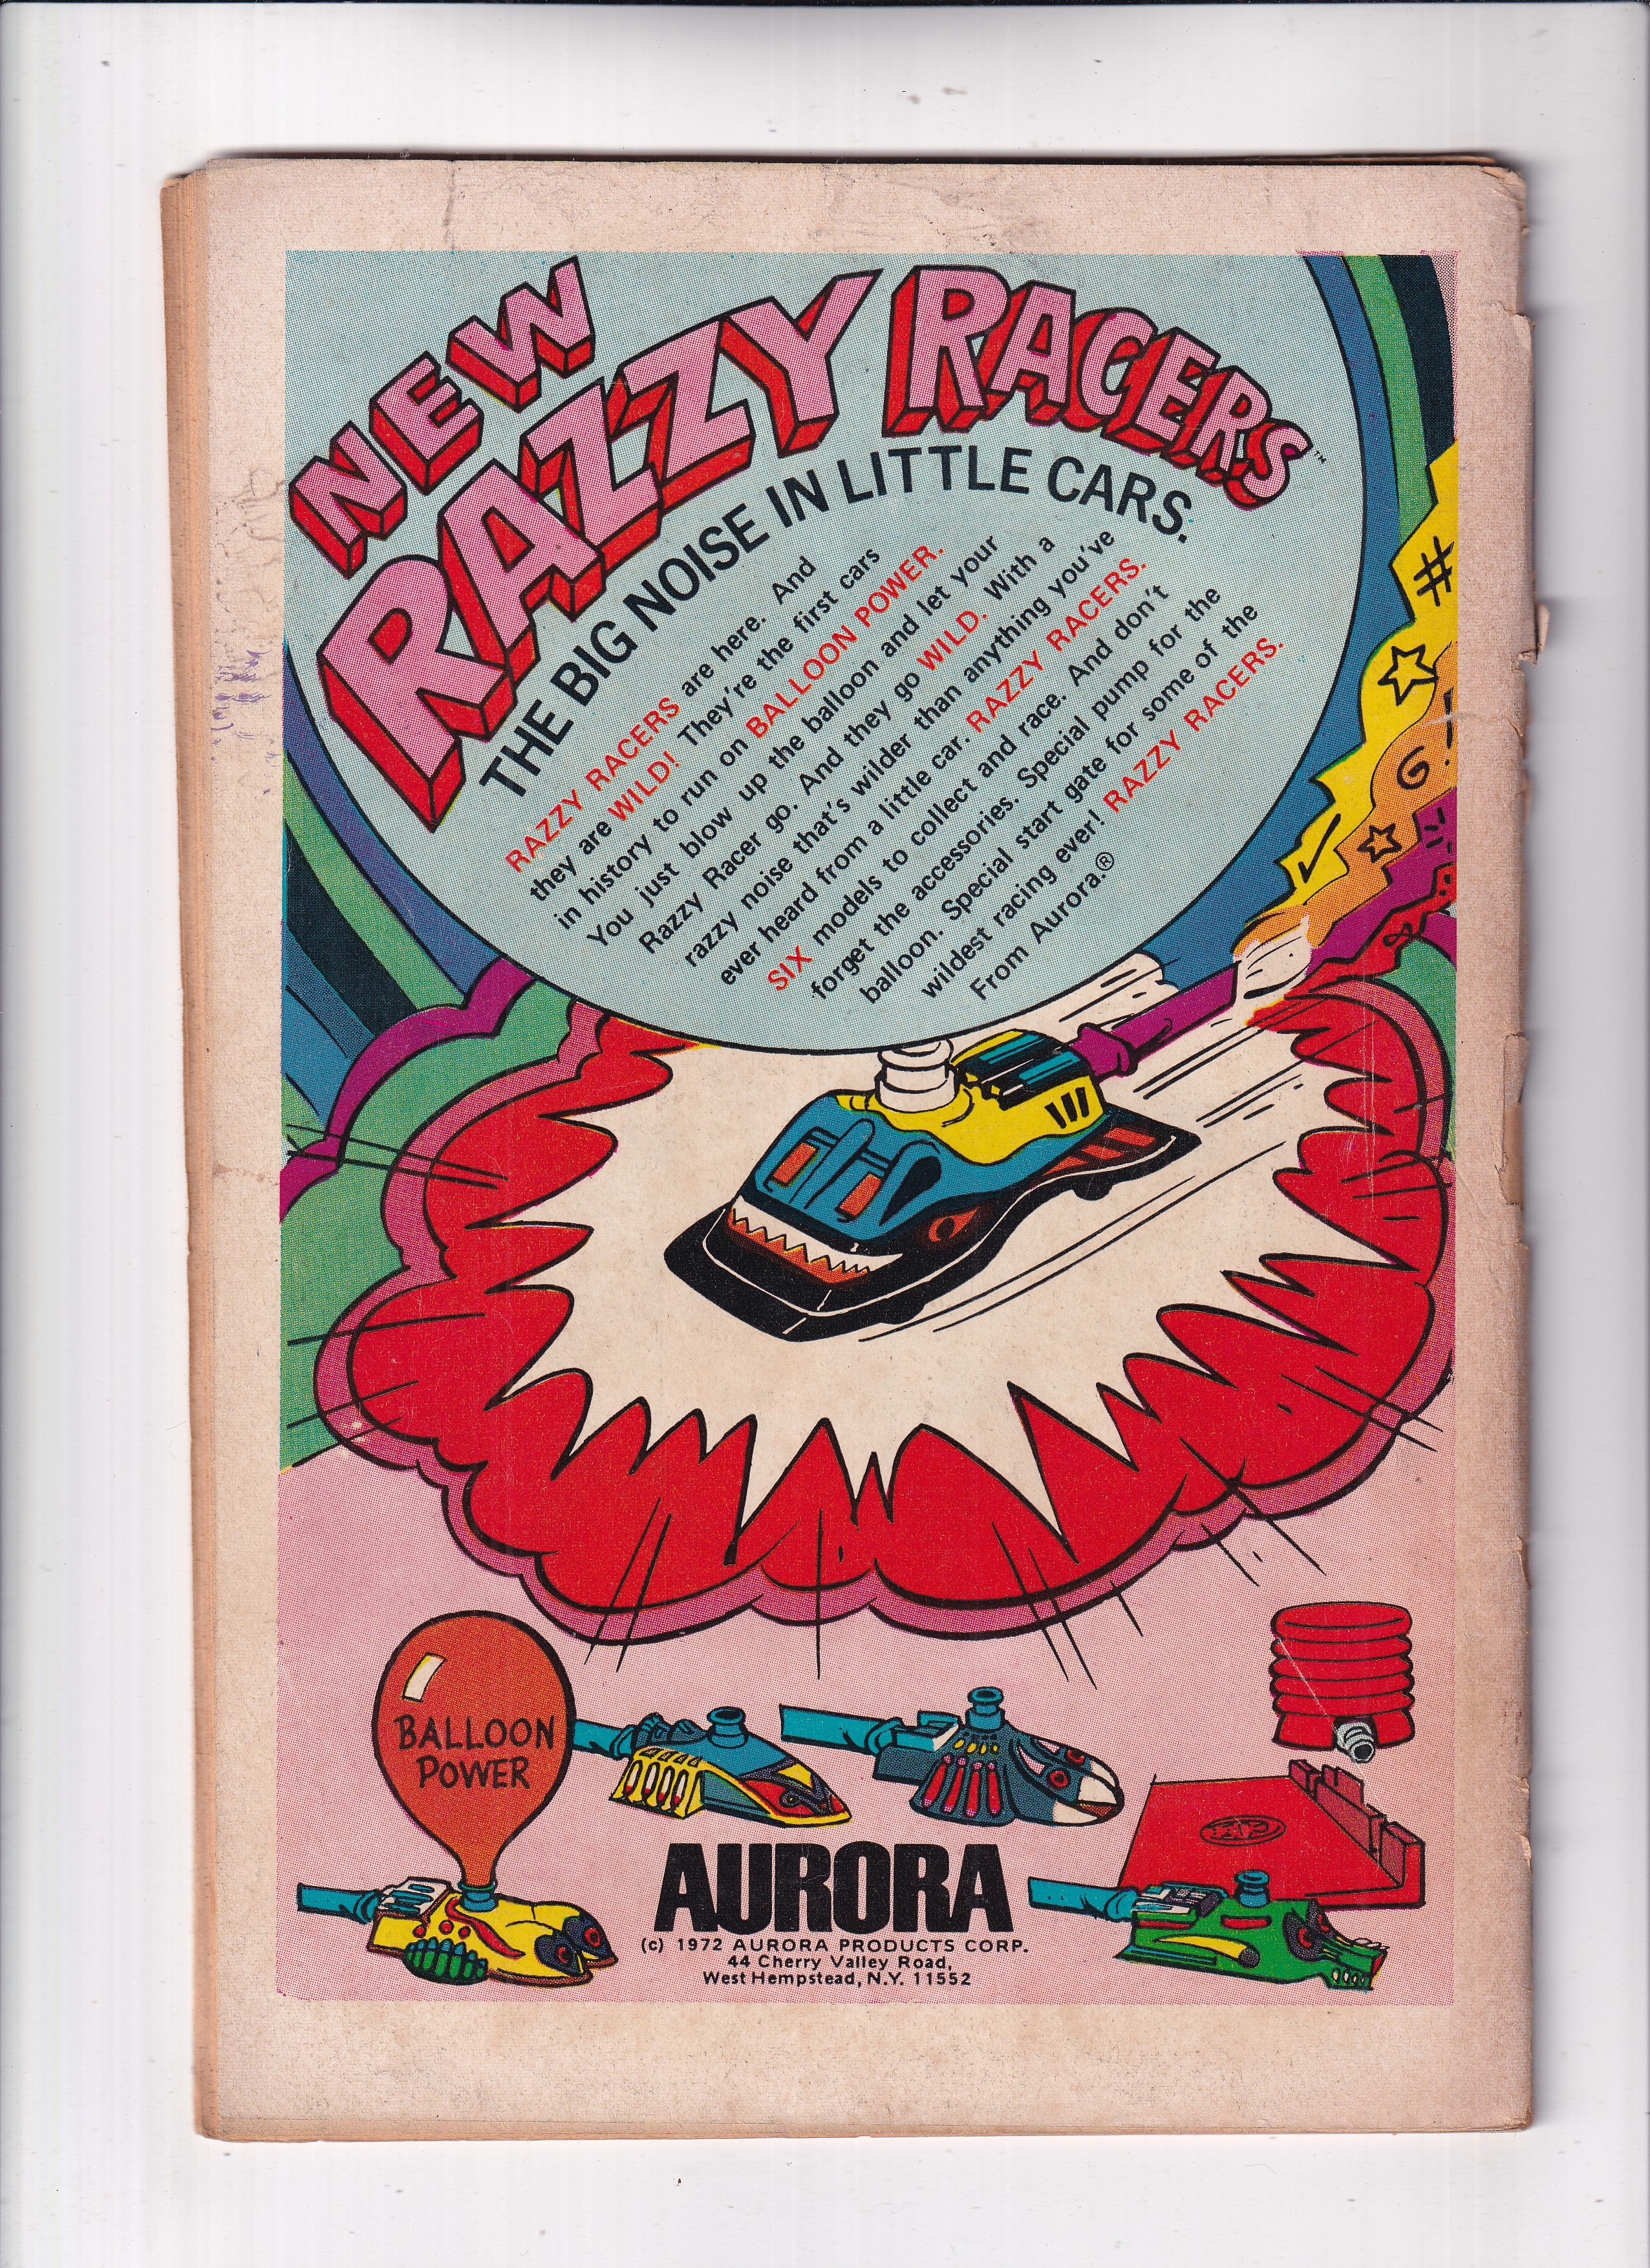 NEW
RAZZY RACERS™
THE BIG NOISE IN LITTLE CARS.
RAZZY RACERS are here. And
they are WILD! They're the first cars
in history to run on BALLOON POWER.
You just blow up the balloon and let your
Razzy Racer go. And they go WILD. With a
razzy noise that's wilder than anything you've
ever heard from a little car. RAZZY RACERS.
SIX models to collect and race. And don't
forget the accessories. Special pump for the
balloon. Special start gate for some of the
wildest racing ever! RAZZY RACERS.
From Aurora.®
#
!
G
BALLOON
POWER
AURORA
(c) 1972 AURORA PRODUCTS CORP.
44 Cherry Valley Road,
West Hempstead, N.Y. 11552